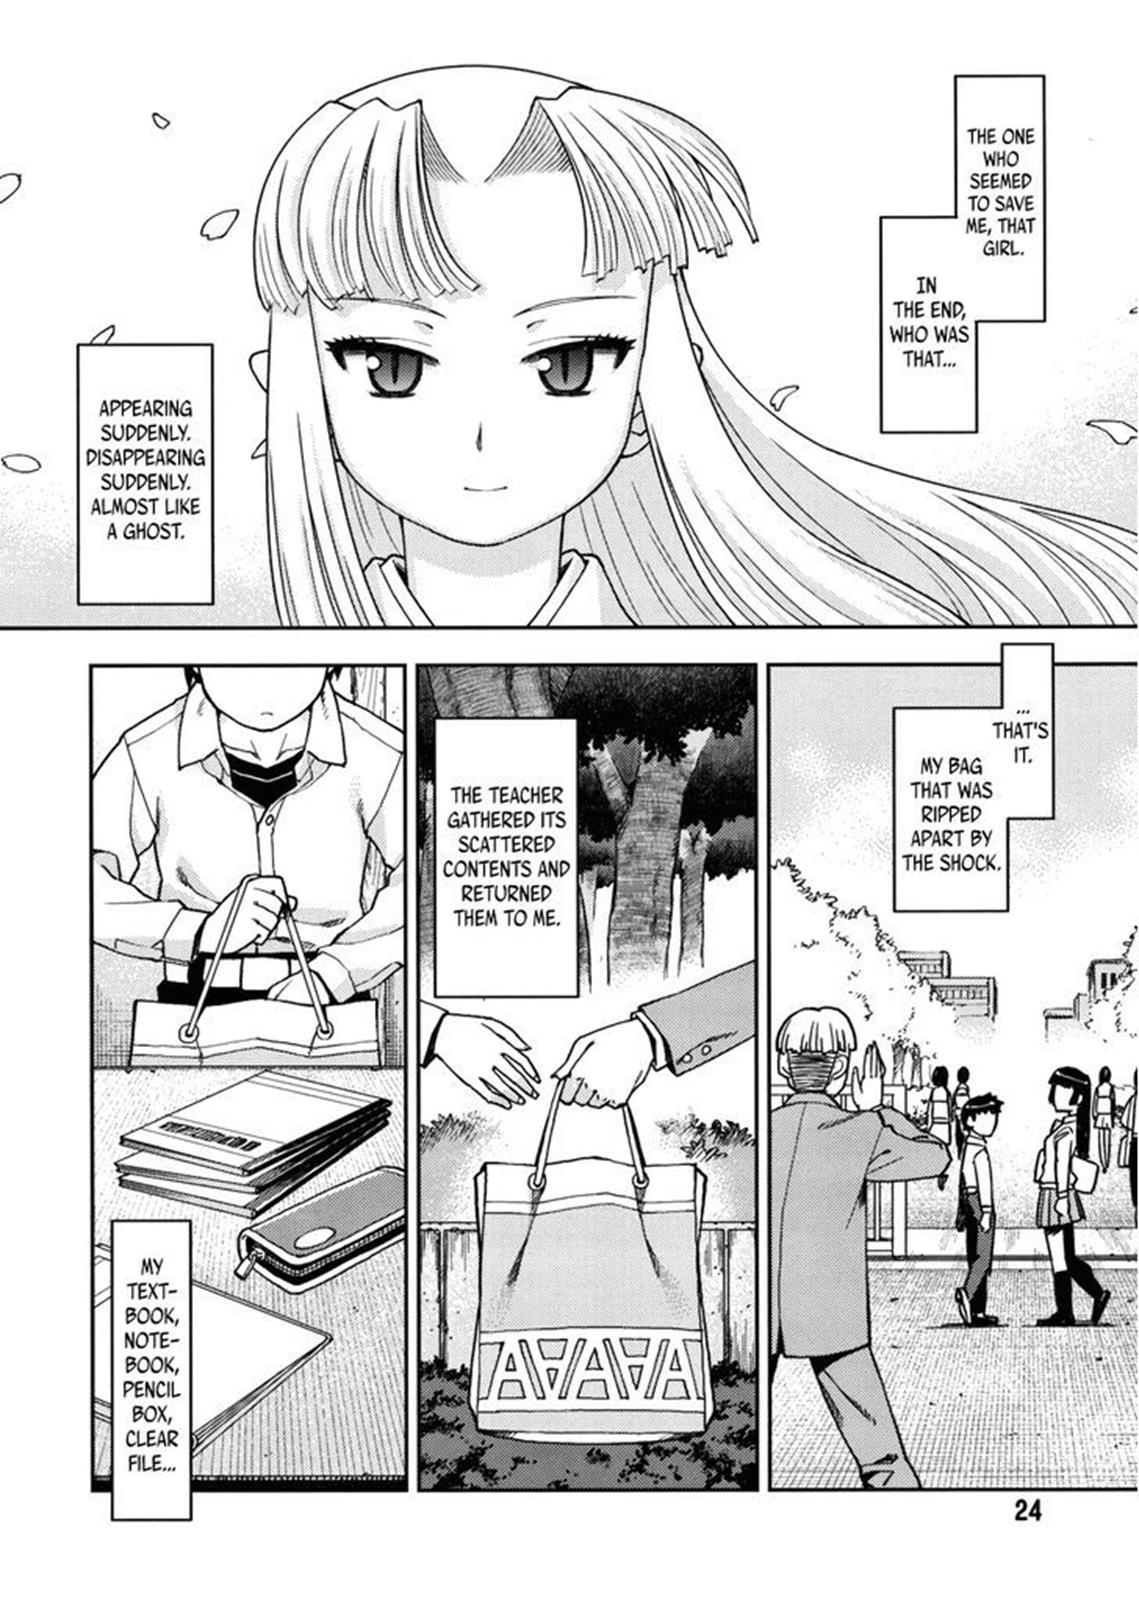 THE ONE
WHO
SEEMED
TO SAVE
ME, THAT
GIRL.
IN
THE END,
WHO WAS
THAT...
APPEARING
SUDDENLY.
DISAPPEARING
SUDDENLY.
ALMOST LIKE
A GHOST.
...
THAT'S
IT.
MY BAG
THAT WAS
RIPPED
APART BY
THE SHOCK.
THE TEACHER
GATHERED ITS
SCATTERED
CONTENTS AND
RETURNED
THEM TO ME.
AAAAA
MY
TEXT-
BOOK,
NOTE-
BOOK,
PENCIL
BOX,
CLEAR
FILE...
24